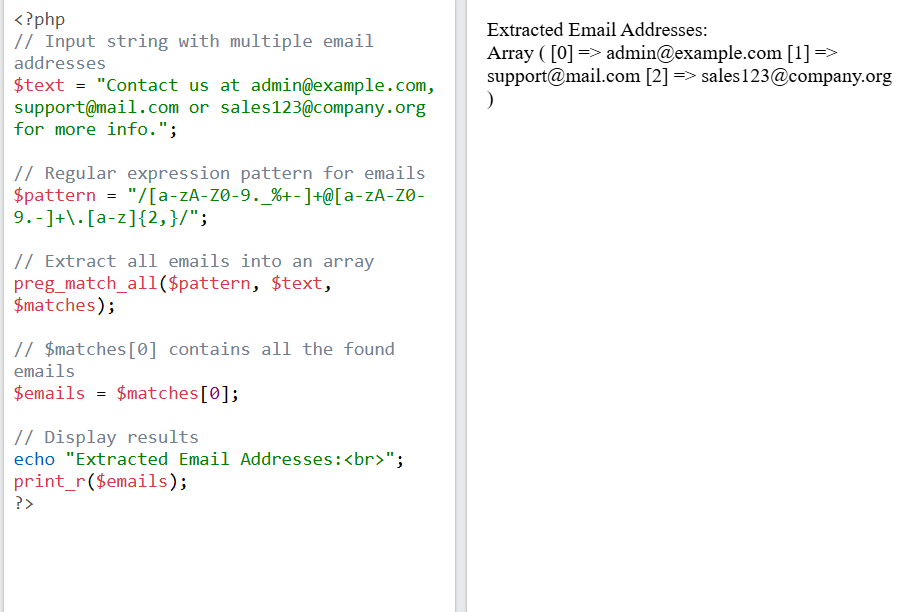 <?php
// Input string with multiple email
addresses
$text = "Contact us at admin@example.com,
support@mail.com or sales123@company.org
for more info.";
// Regular expression pattern for emails
$pattern = "/[a-zA-Z0-9._%+-]+@[a-zA-Z0-
9.-]+\.[a-z]{2,}/";
// Extract all emails into an array
preg_match_all($pattern, $text,
$matches);
// $matches[0] contains all the found
emails
$emails = $matches[0];
// Display results
echo "Extracted Email Addresses:<br>";
print_r($emails);
?>
Extracted Email Addresses:
Array ( [0] => admin@example.com [1] =>
support@mail.com [2] => sales123@company.org
)